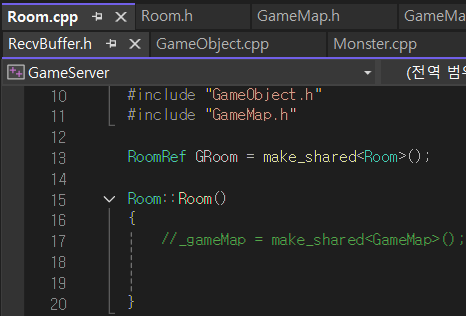 Room.cpp Room.h GameMap.h GameMa
RecvBuffer.h GameObject.cpp Monster.cpp
GameServer (전역 범위
10 #include "GameObject.h"
11 #include "GameMap.h"
12
13 RoomRef GRoom = make_shared<Room>();
14
15 Room::Room()
16 {
17 //_gameMap = make_shared<GameMap>();
18
19
20 }